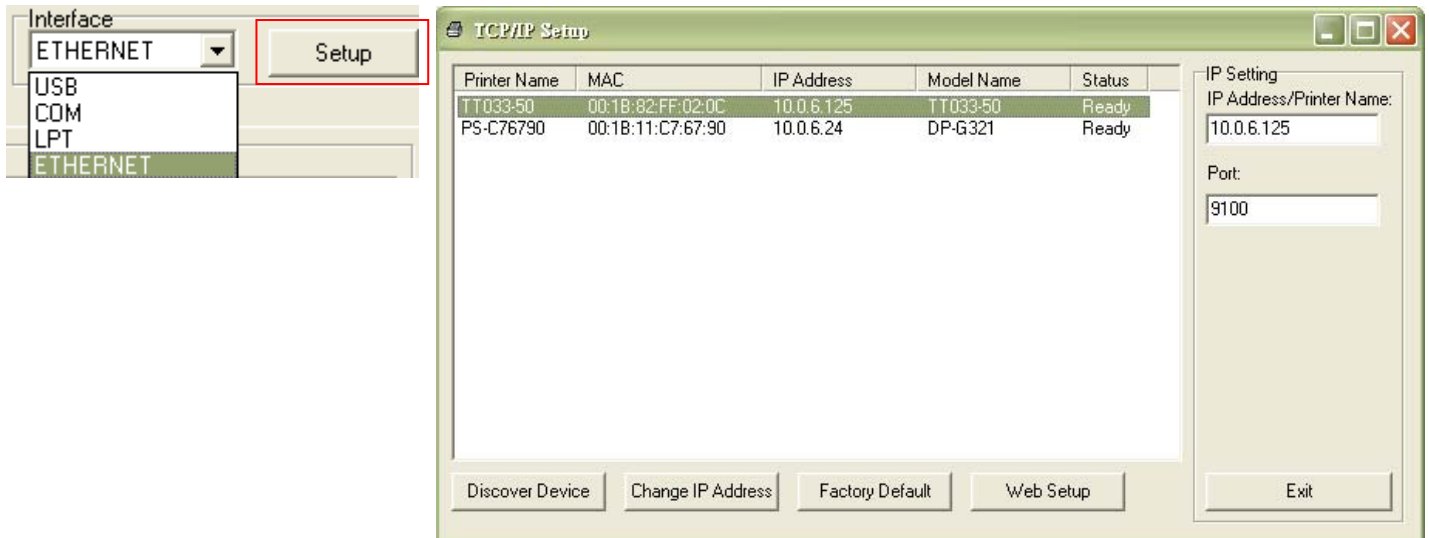 Interface
ETHERNET
Setup
USB
COM
LPT
ETHERNET
TCP/IP Setup
Printer Name MAC IP Address Model Name Status
TT033-50 00:1B:82:FF:02:0C 10.0.6.125 TT033-50 Ready
PS-C76790 00:1B:11:C7:67:90 10.0.6.24 DP-G321 Ready
IP Setting
IP Address/Printer Name:
10.0.6.125
Port:
9100
Discover Device Change IP Address Factory Default Web Setup Exit